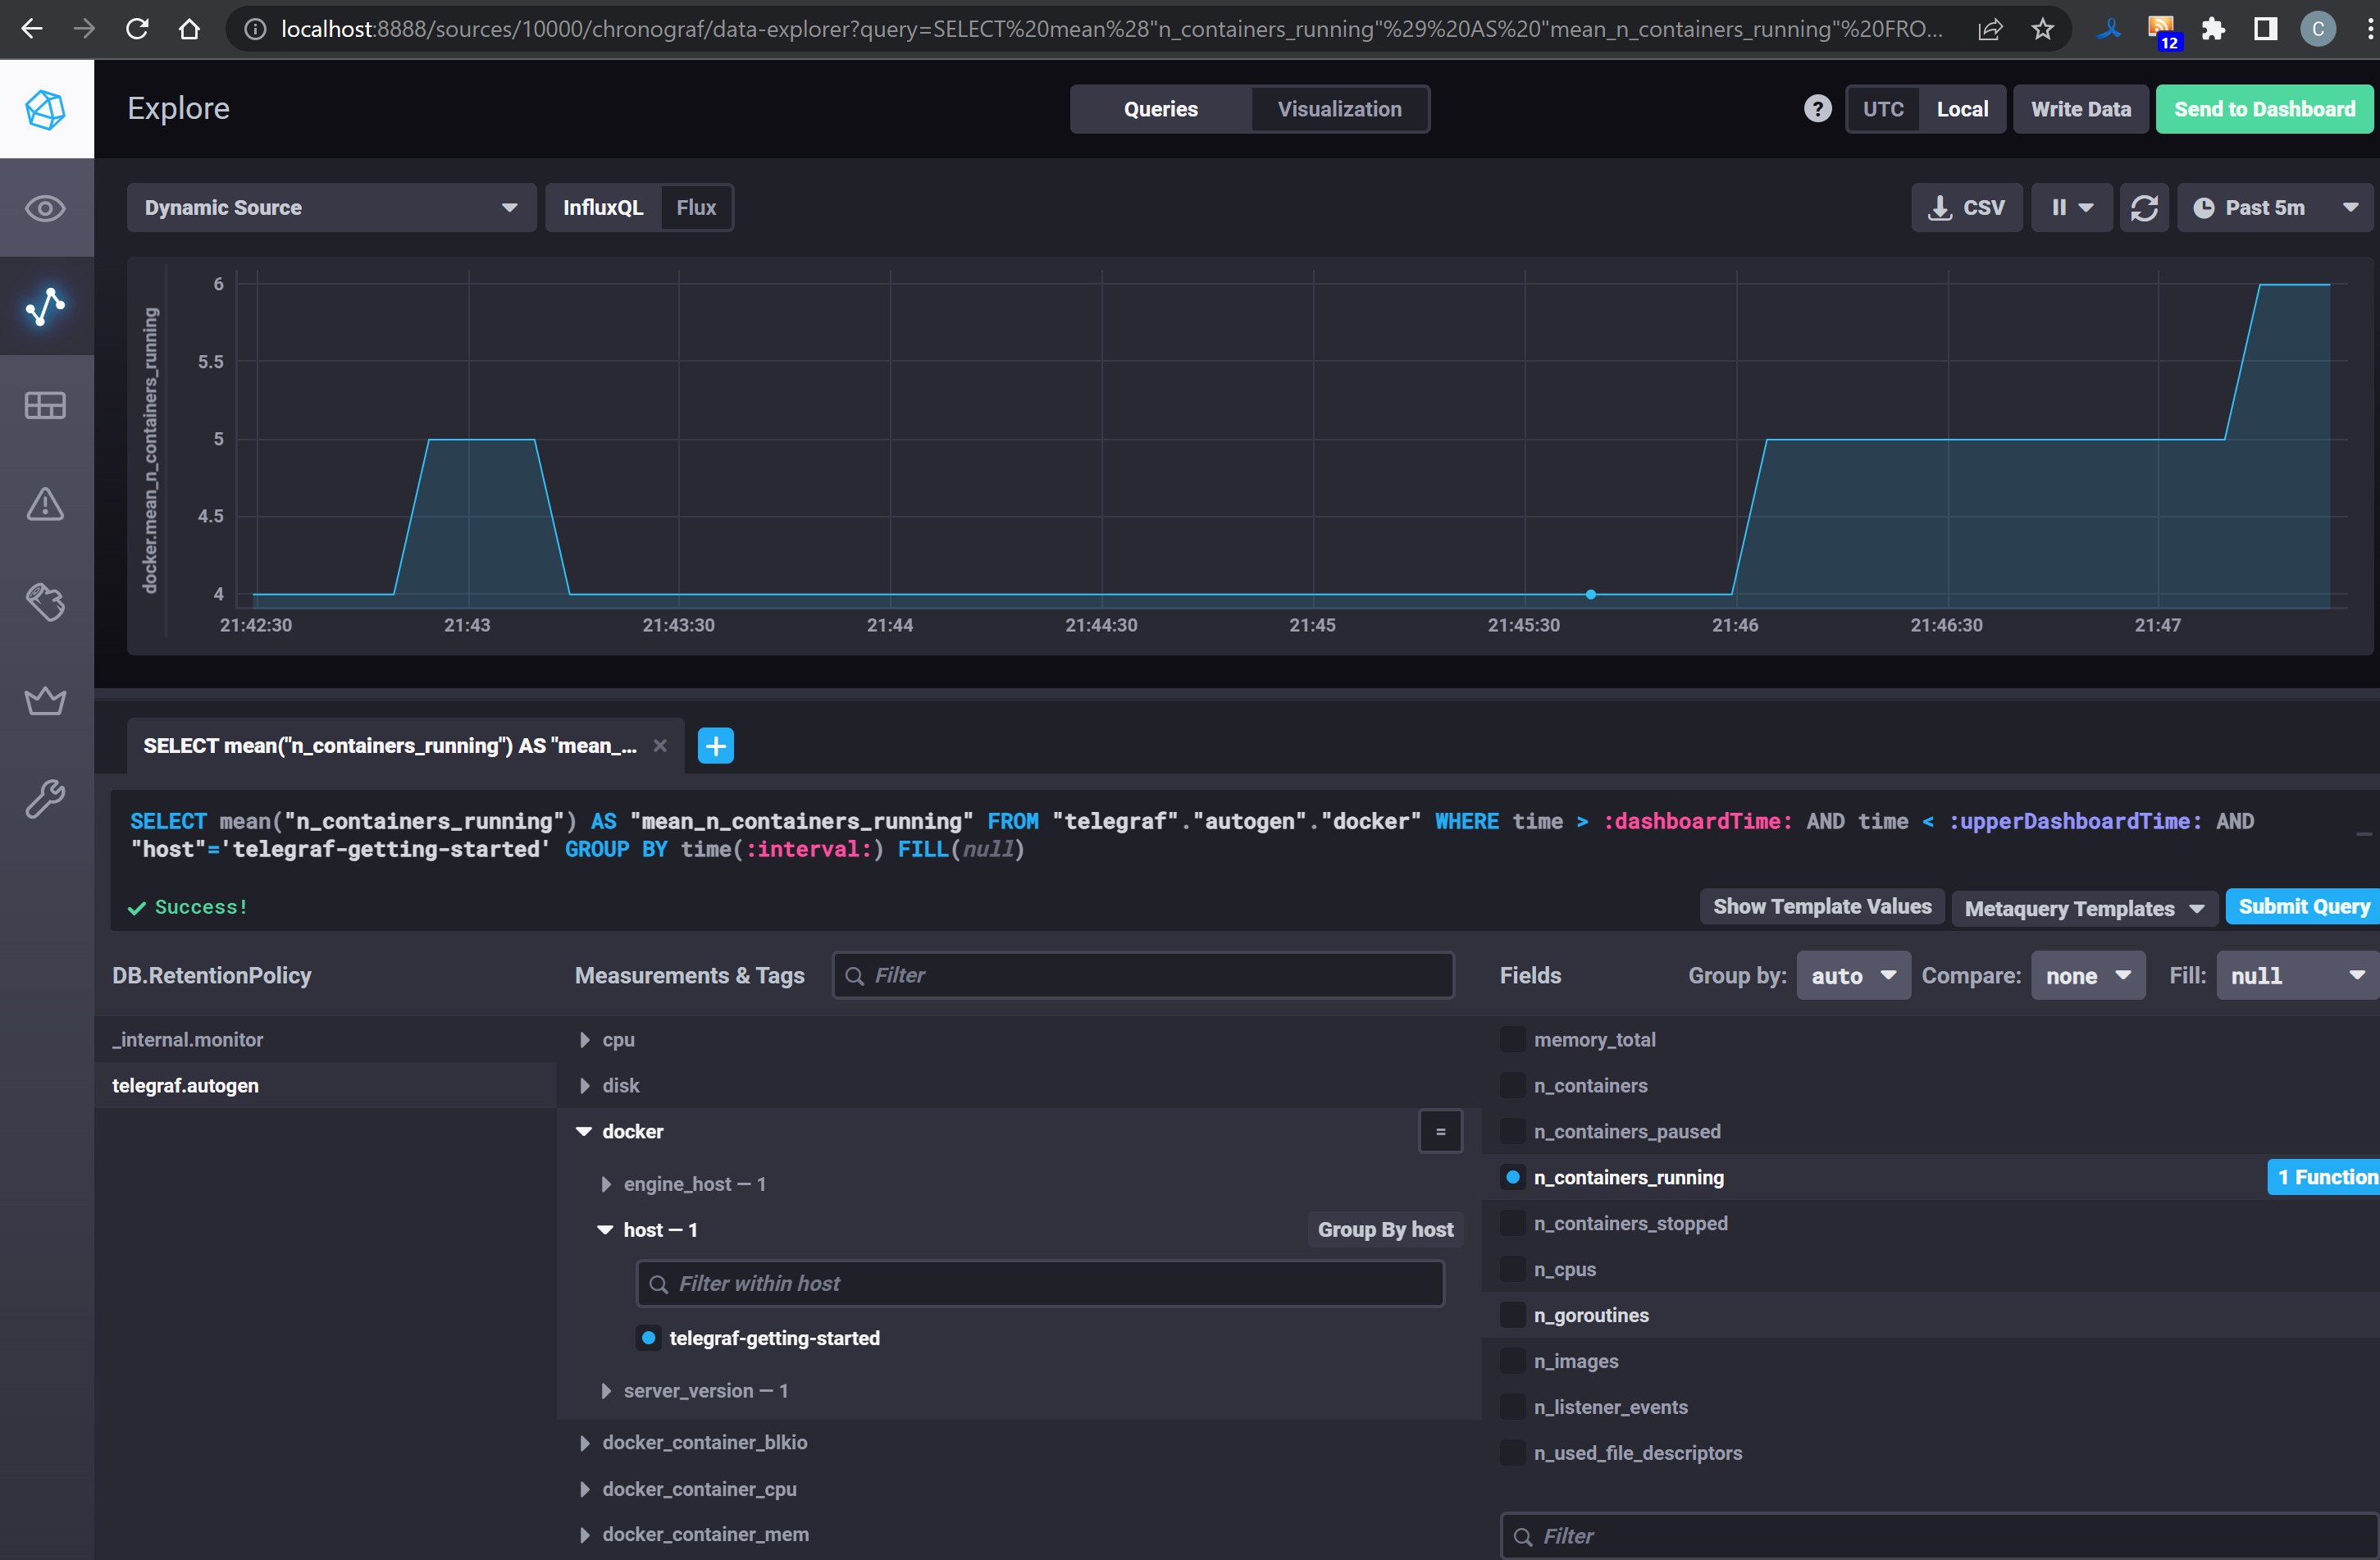 localhost:8888/sources/10000/chronograf/data-explorer?query=SELECT%20mean%28"n_containers_running"%29%20AS%20"mean_n_containers_running"%20FRO...
12
C
Explore
Queries
Visualization
?
UTC
Local
Write Data
Send to Dashboard
Dynamic Source
InfluxQL
Flux
CSV
Past 5m
docker.mean_n_containers_running
6
5.5
5
4.5
4
21:42:30
21:43
21:43:30
21:44
21:44:30
21:45
21:45:30
21:46
21:46:30
21:47
SELECT mean("n_containers_running") AS "mean_...
SELECT mean("n_containers_running") AS "mean_n_containers_running" FROM "telegraf"."autogen"."docker" WHERE time > :dashboardTime: AND time < :upperDashboardTime: AND
"host"='telegraf-getting-started' GROUP BY time(:interval:) FILL(null)
Success!
Show Template Values
Metaquery Templates
Submit Query
DB.RetentionPolicy
Measurements & Tags
Filter
Fields
Group by:
auto
Compare:
none
Fill:
null
_internal.monitor
telegraf.autogen
cpu
disk
docker
=
engine_host — 1
host — 1
Group By host
Filter within host
telegraf-getting-started
server_version — 1
docker_container_blkio
docker_container_cpu
docker_container_mem
memory_total
n_containers
n_containers_paused
n_containers_running
1 Function
n_containers_stopped
n_cpus
n_goroutines
n_images
n_listener_events
n_used_file_descriptors
Filter